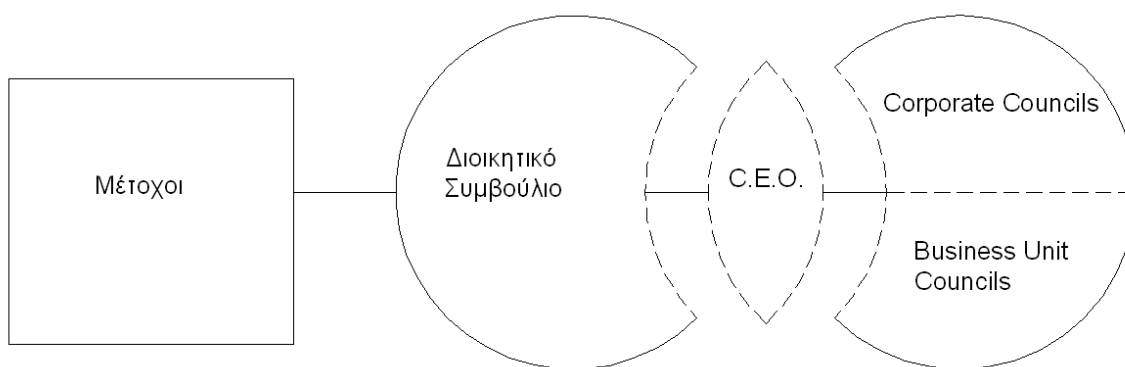 Μέτοχοι
Διοικητικό
Συμβούλιο
C.E.O.
Corporate Councils
Business Unit
Councils